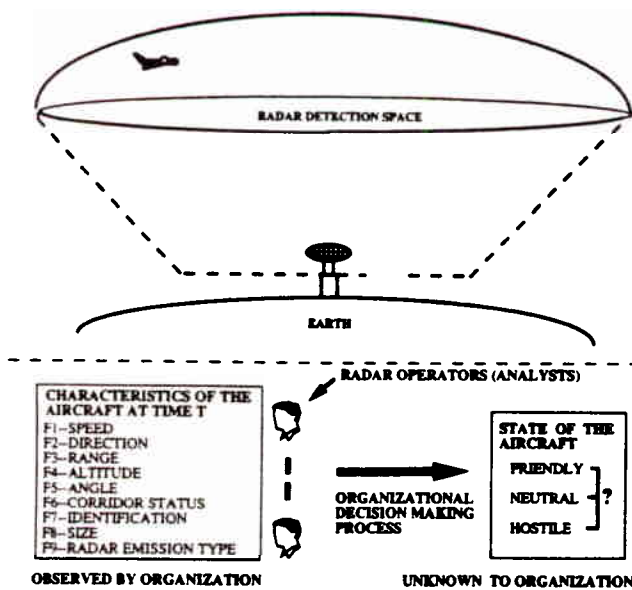 RADAR DETECTION SPACE
EARTH
RADAR OPERATORS (ANALYSTS)
CHARACTERISTICS OF THE
AIRCRAFT AT TIME T
F1--SPEED
F2--DIRECTION
F3--RANGE
F4--ALTITUDE
F5--ANGLE
F6--CORRIDOR STATUS
F7--IDENTIFICATION
F8--SIZE
F9--RADAR EMISSION TYPE
OBSERVED BY ORGANIZATION
ORGANIZATIONAL
DECISION MAKING
PROCESS
STATE OF THE
AIRCRAFT
FRIENDLY
NEUTRAL
?
HOSTILE
UNKNOWN TO ORGANIZATION